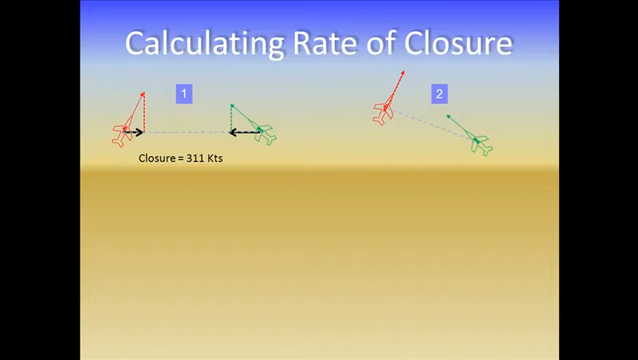 Calculating Rate of Closure
1
2
Closure = 311 Kts